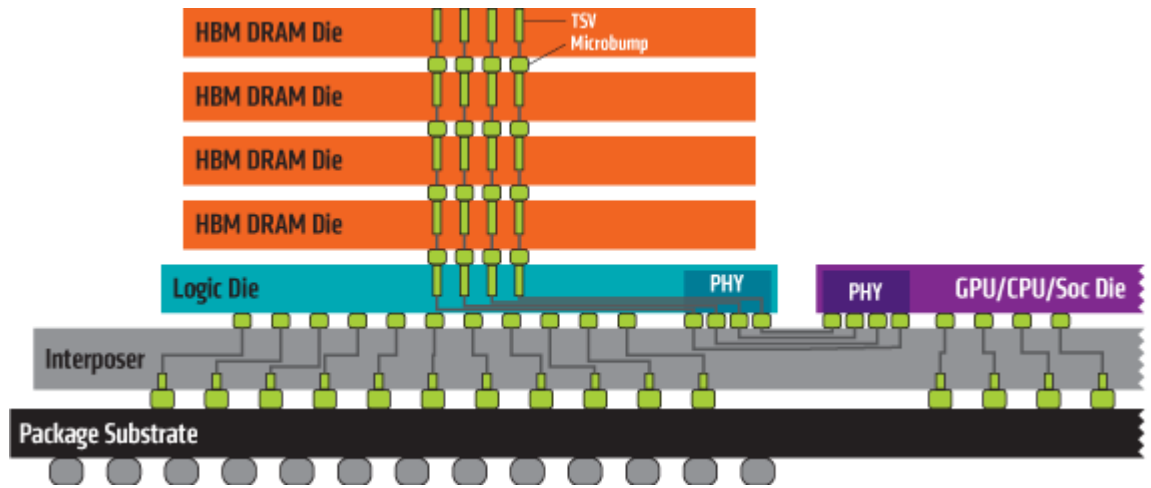 HBM DRAM Die
TSV
Microbump
HBM DRAM Die
HBM DRAM Die
HBM DRAM Die
Logic Die
PHY
PHY
GPU/CPU/Soc Die
Interposer
Package Substrate